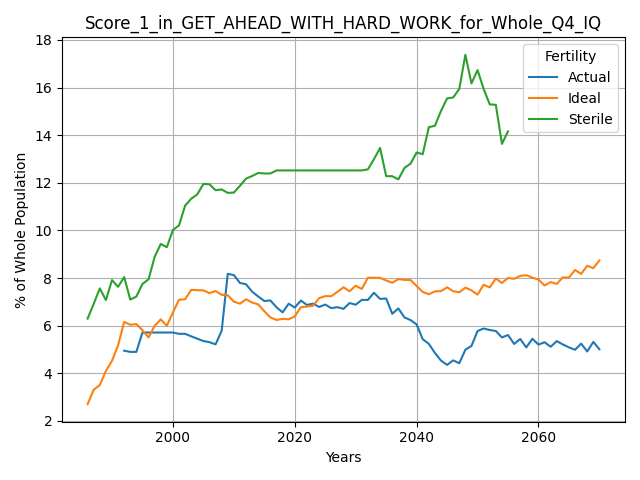 Score_1_in_GET_AHEAD_WITH_HARD_WORK_for_Whole_Q4_IQ
% of Whole Population
18
16
14
12
10
8
6
4
2
Fertility
Actual
Ideal
Sterile
2000
2020
2040
2060
Years